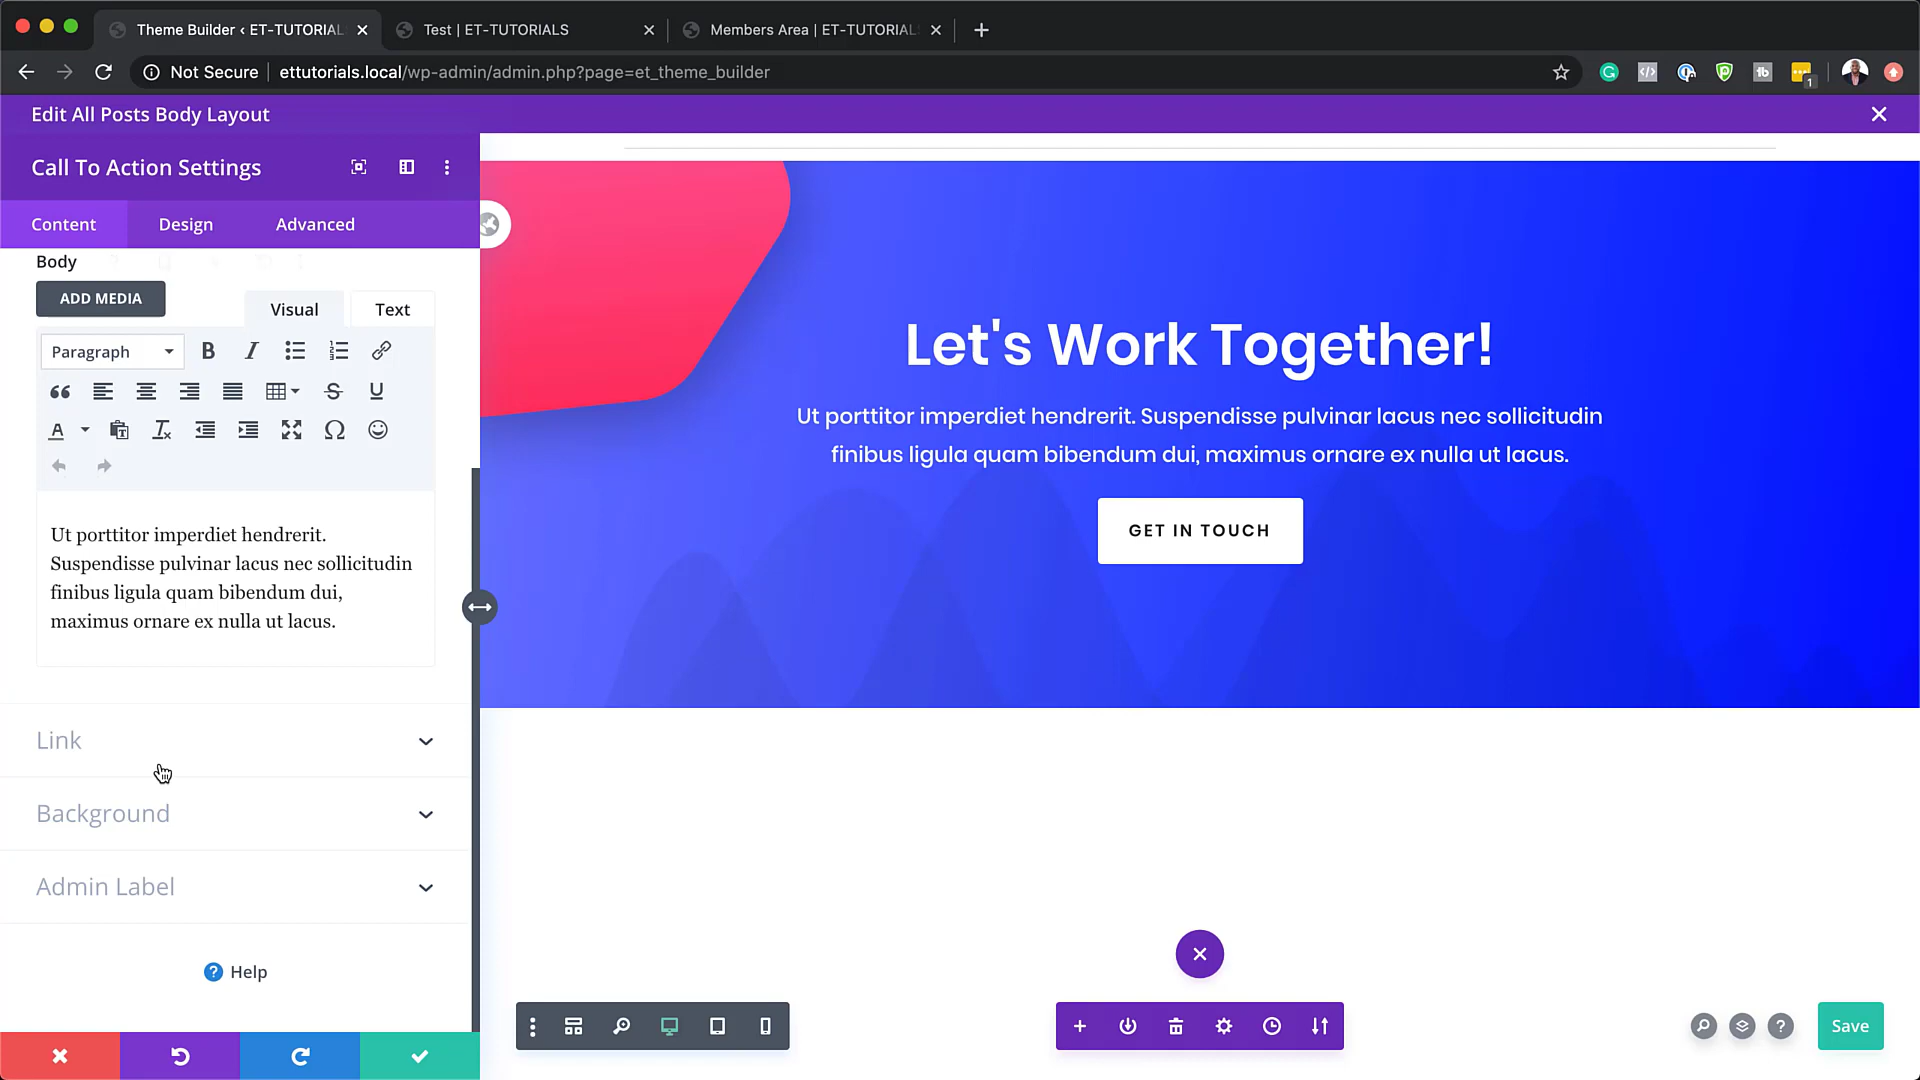 Theme Builder ‹ ET-TUTORIAL
Test | ET-TUTORIALS
Members Area | ET-TUTORIAL
Not Secure
ettutorials.local/wp-admin/admin.php?page=et_theme_builder
1
Edit All Posts Body Layout
Call To Action Settings
Content
Design
Advanced
Body
ADD MEDIA
Visual
Text
Paragraph
Ut porttitor imperdiet hendrerit.
Suspendisse pulvinar lacus nec sollicitudin
finibus ligula quam bibendum dui,
maximus ornare ex nulla ut lacus.
Link
Background
Admin Label
Help
Let's Work Together!
Ut porttitor imperdiet hendrerit. Suspendisse pulvinar lacus nec sollicitudin
finibus ligula quam bibendum dui, maximus ornare ex nulla ut lacus.
GET IN TOUCH
Save